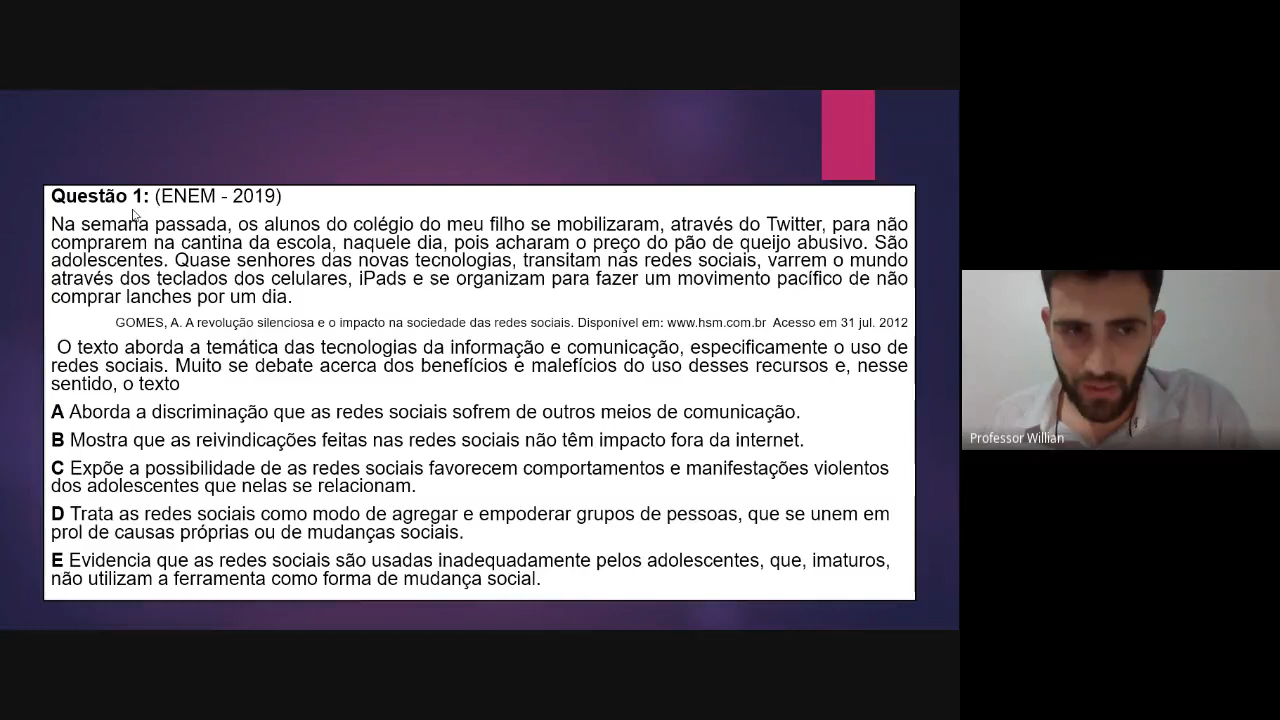 Questão 1: (ENEM - 2019)
Na semana passada, os alunos do colégio do meu filho se mobilizaram, através do Twitter, para não
comprarem na cantina da escola, naquele dia, pois acharam o preço do pão de queijo abusivo. São
adolescentes. Quase senhores das novas tecnologias, transitam nas redes sociais, varrem o mundo
através dos teclados dos celulares, iPads e se organizam para fazer um movimento pacífico de não
comprar lanches por um dia.
GOMES, A. A revolução silenciosa e o impacto na sociedade das redes sociais. Disponível em: www.hsm.com.br Acesso em 31 jul. 2012
O texto aborda a temática das tecnologias da informação e comunicação, especificamente o uso de
redes sociais. Muito se debate acerca dos benefícios e malefícios do uso desses recursos e, nesse
sentido, o texto
A Aborda a discriminação que as redes sociais sofrem de outros meios de comunicação.
B Mostra que as reivindicações feitas nas redes sociais não têm impacto fora da internet.
C Expõe a possibilidade de as redes sociais favorecem comportamentos e manifestações violentos
dos adolescentes que nelas se relacionam.
D Trata as redes sociais como modo de agregar e empoderar grupos de pessoas, que se unem em
prol de causas próprias ou de mudanças sociais.
E Evidencia que as redes sociais são usadas inadequadamente pelos adolescentes, que, imaturos,
não utilizam a ferramenta como forma de mudança social.
Professor Willian